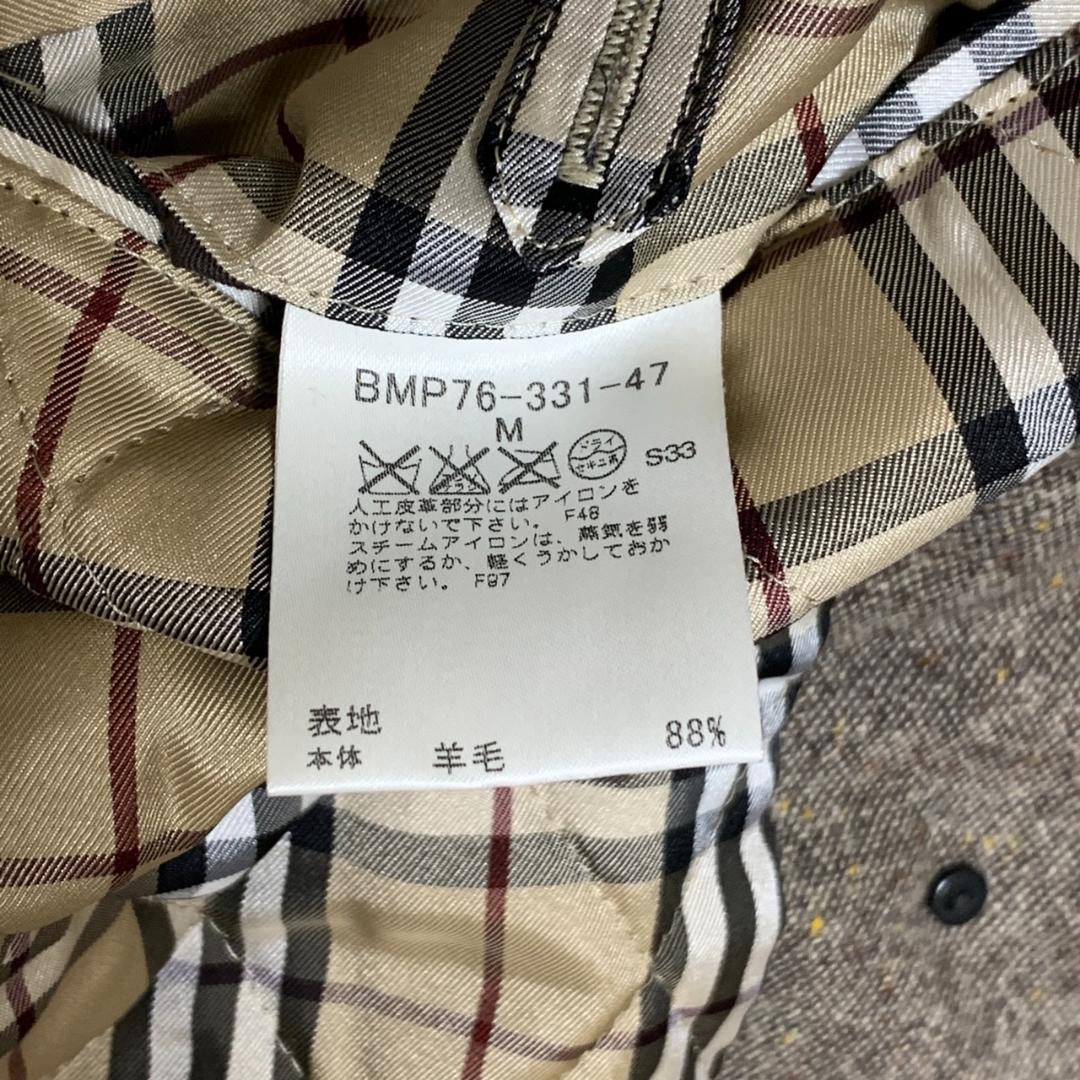 BMP76-331-47
M
ドライ
セキユ系
S33
人工皮革部分にはアイロンを
かけないで下さい。 F48
スチームアイロンは、蒸気を弱
めにするか、軽くうかしておか
け下さい。 F97
表地
本体 羊毛 88%